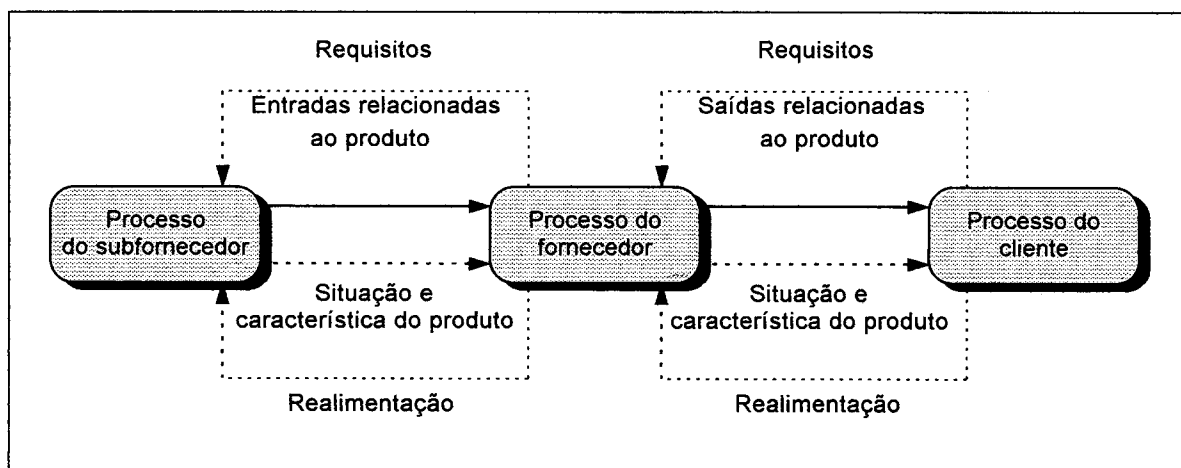 Requisitos
Requisitos
Entradas relacionadas
ao produto
Saídas relacionadas
ao produto
Processo
do subfornecedor
Processo do
fornecedor
Processo do
cliente
Situação e
característica do produto
Situação e
característica do produto
Realimentação
Realimentação